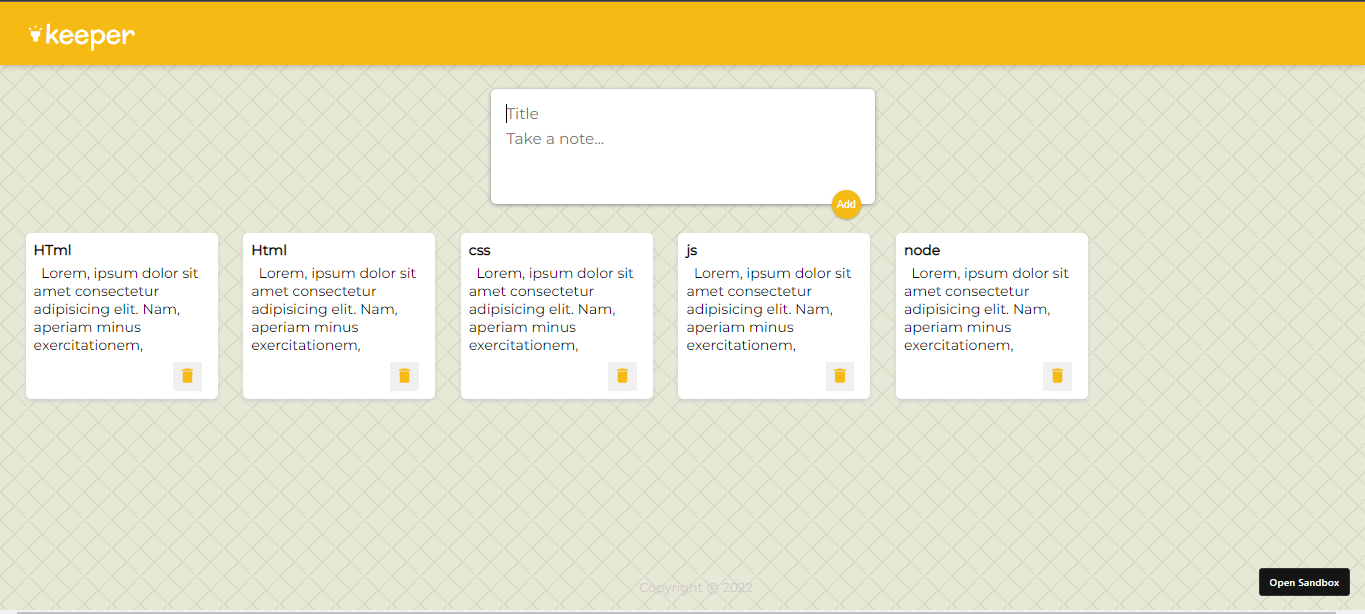 keeper
Title
Take a note...
Add
HTml
Lorem, ipsum dolor sit
amet consectetur
adipisicing elit. Nam,
aperiam minus
exercitationem,
Html
Lorem, ipsum dolor sit
amet consectetur
adipisicing elit. Nam,
aperiam minus
exercitationem,
css
Lorem, ipsum dolor sit
amet consectetur
adipisicing elit. Nam,
aperiam minus
exercitationem,
js
Lorem, ipsum dolor sit
amet consectetur
adipisicing elit. Nam,
aperiam minus
exercitationem,
node
Lorem, ipsum dolor sit
amet consectetur
adipisicing elit. Nam,
aperiam minus
exercitationem,
Copyright ⓒ 2022
Open Sandbox